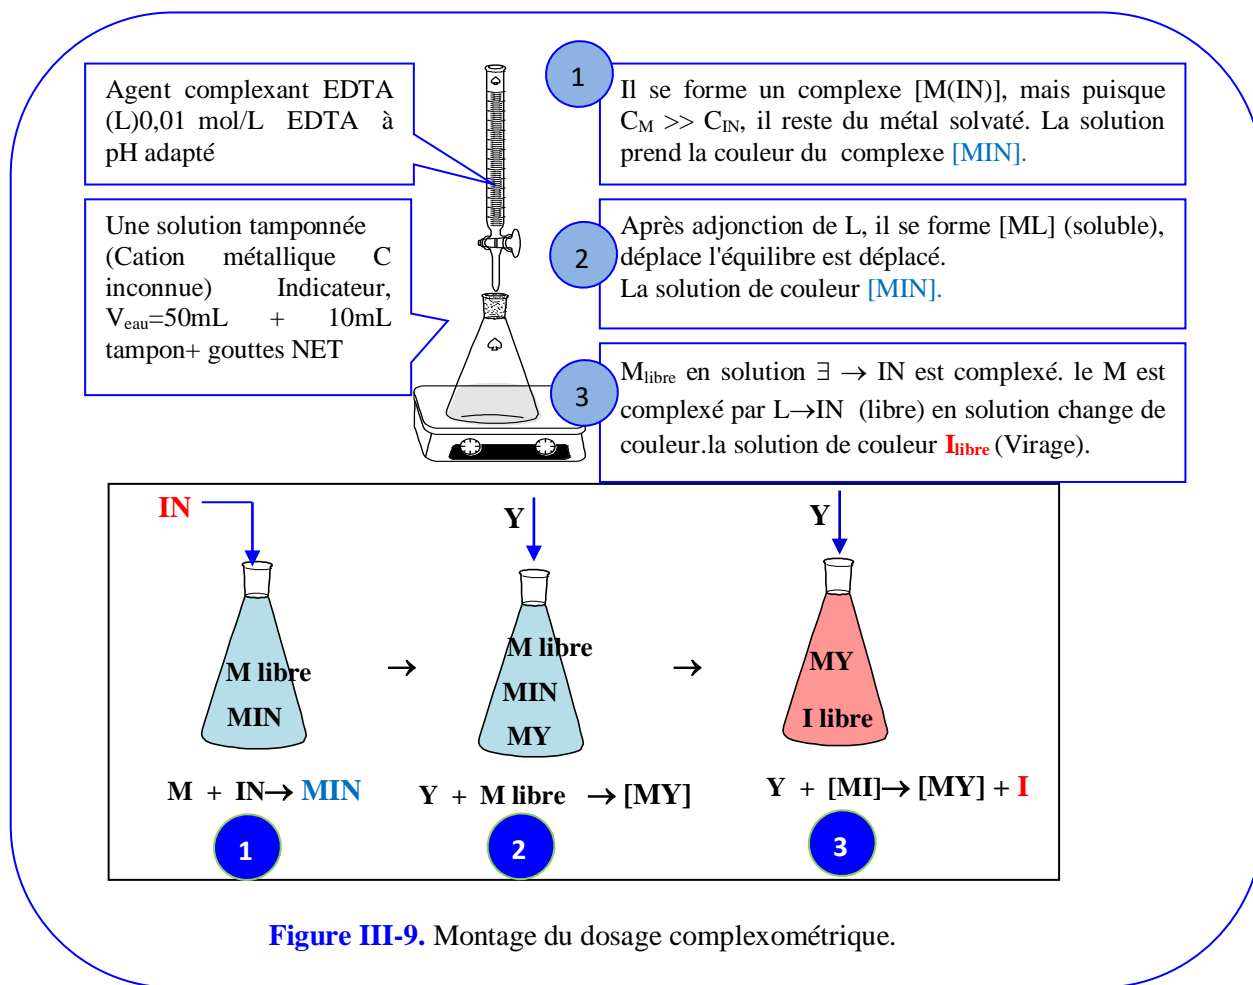 Agent complexant EDTA
(L)0,01 mol/L EDTA à
pH adapté
Une solution tamponnée
(Cation métallique C
inconnue) Indicateur,
Veau=50mL + 10mL
tampon+ gouttes NET
1
Il se forme un complexe [M(IN)], mais puisque
CM >> CIN, il reste du métal solvaté. La solution
prend la couleur du complexe [MIN].
2
Après adjonction de L, il se forme [ML] (soluble),
déplace l'équilibre est déplacé.
La solution de couleur [MIN].
3
Mlibre en solution ∃ → IN est complexé. le M est
complexé par L→IN (libre) en solution change de
couleur.la solution de couleur Ilibre (Virage).
IN
Y
Y
M libre
MIN
→
M libre
MIN
MY
→
MY
I libre
M + IN→ MIN
Y + M libre → [MY]
Y + [MI]→ [MY] + I
1
2
3
Figure III-9. Montage du dosage complexométrique.